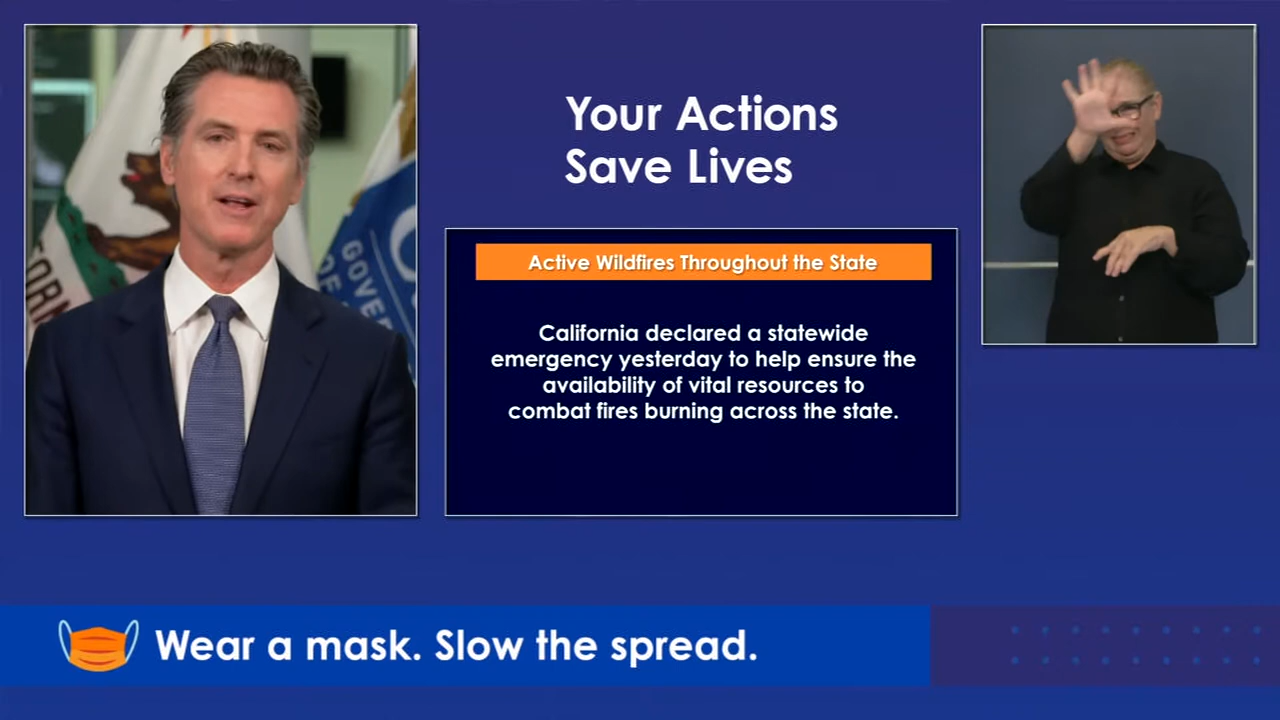 Your Actions
Save Lives
Active Wildfires Throughout the State
California declared a statewide
emergency yesterday to help ensure the
availability of vital resources to
combat fires burning across the state.
Wear a mask. Slow the spread.